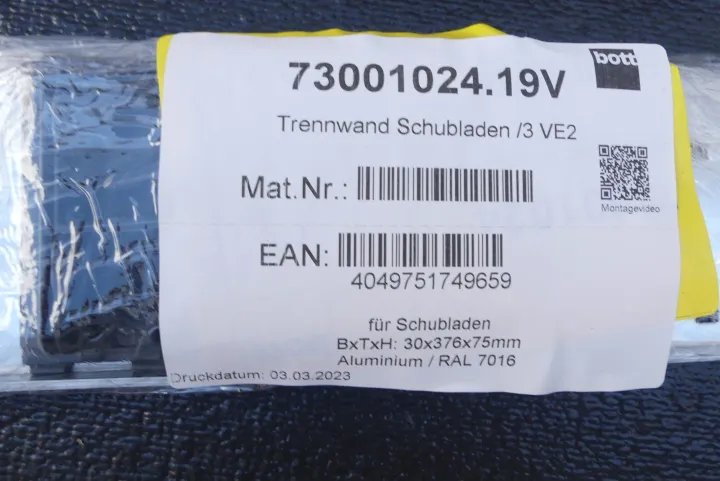 bott
73001024.19V
Trennwand Schubladen /3 VE2
Mat.Nr.:
Montagevideo
EAN:
4049751749659
für Schubladen
BxTxH: 30x376x75mm
Aluminium / RAL 7016
Druckdatum: 03.03.2023